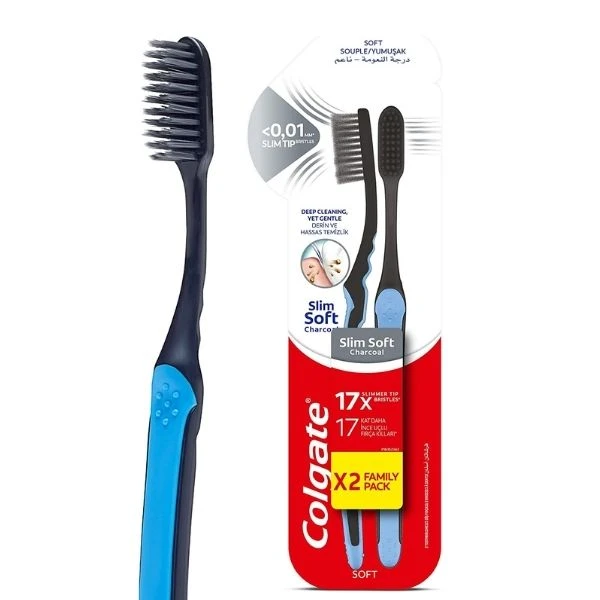 SOFT
SOUPLE/YUMUŞAK
درجة النعومة – ناعم
<0,01 MM*
SLIM TIP BRISTLES
DEEP CLEANING,
YET GENTLE
DERİN VE
HASSAS TEMİZLİK
Slim
Soft
Charcoal
Slim Soft
Charcoal
17x SLIMMER TIP
BRISTLES*
17 KAT DAHA
İNCE UÇLU
FIRÇA KILLARI*
X2 FAMILY
PACK
Colgate
SOFT